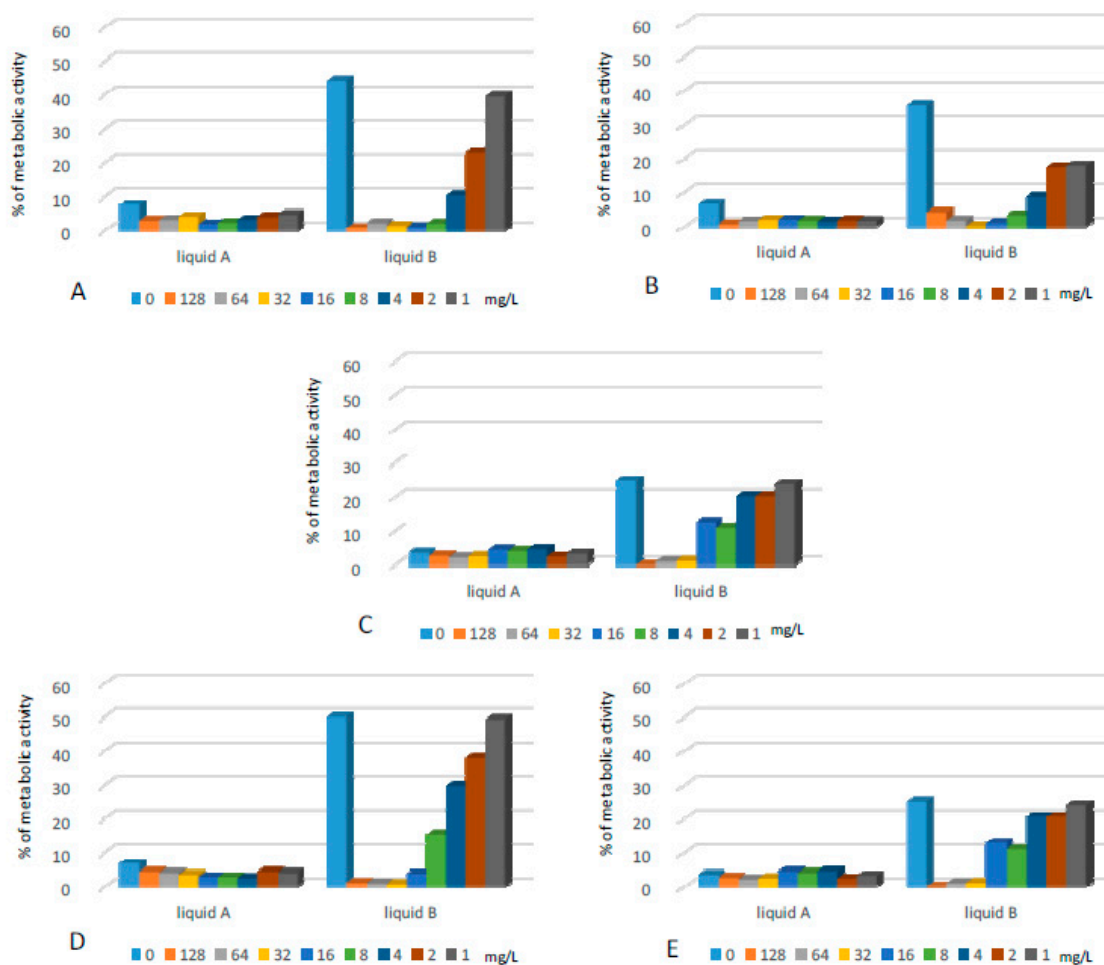 % of metabolic activity
60
50
40
30
20
10
0
liquid A liquid B
A 0 128 64 32 16 8 4 2 1 mg/L
% of metabolic activity
60
50
40
30
20
10
0
liquid A liquid B
B 0 128 64 32 16 8 4 2 1 mg/L
% of metabolic activity
60
50
40
30
20
10
0
liquid A liquid B
C 0 128 64 32 16 8 4 2 1 mg/L
% of metabolic activity
60
50
40
30
20
10
0
liquid A liquid B
D 0 128 64 32 16 8 4 2 1 mg/L
% of metabolic activity
60
50
40
30
20
10
0
liquid A liquid B
E 0 128 64 32 16 8 4 2 1 mg/L